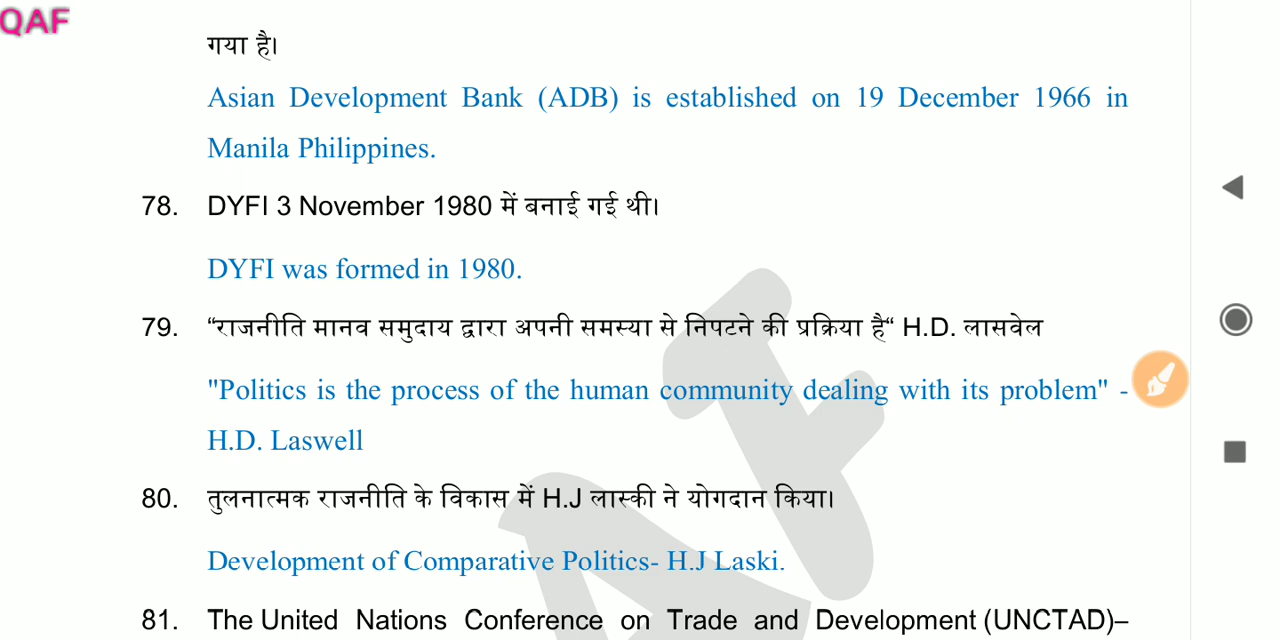 QAF
गया है।
Asian Development Bank (ADB) is established on 19 December 1966 in
Manila Philippines.
78. DYFI 3 November 1980 में बनाई गई थी।
DYFI was formed in 1980.
79. “राजनीति मानव समुदाय द्वारा अपनी समस्या से निपटने की प्रक्रिया है“ H.D. लासवेल
"Politics is the process of the human community dealing with its problem" -
H.D. Laswell
80. तुलनात्मक राजनीति के विकास में H.J लास्की ने योगदान किया।
Development of Comparative Politics- H.J Laski.
81. The United Nations Conference on Trade and Development (UNCTAD)–